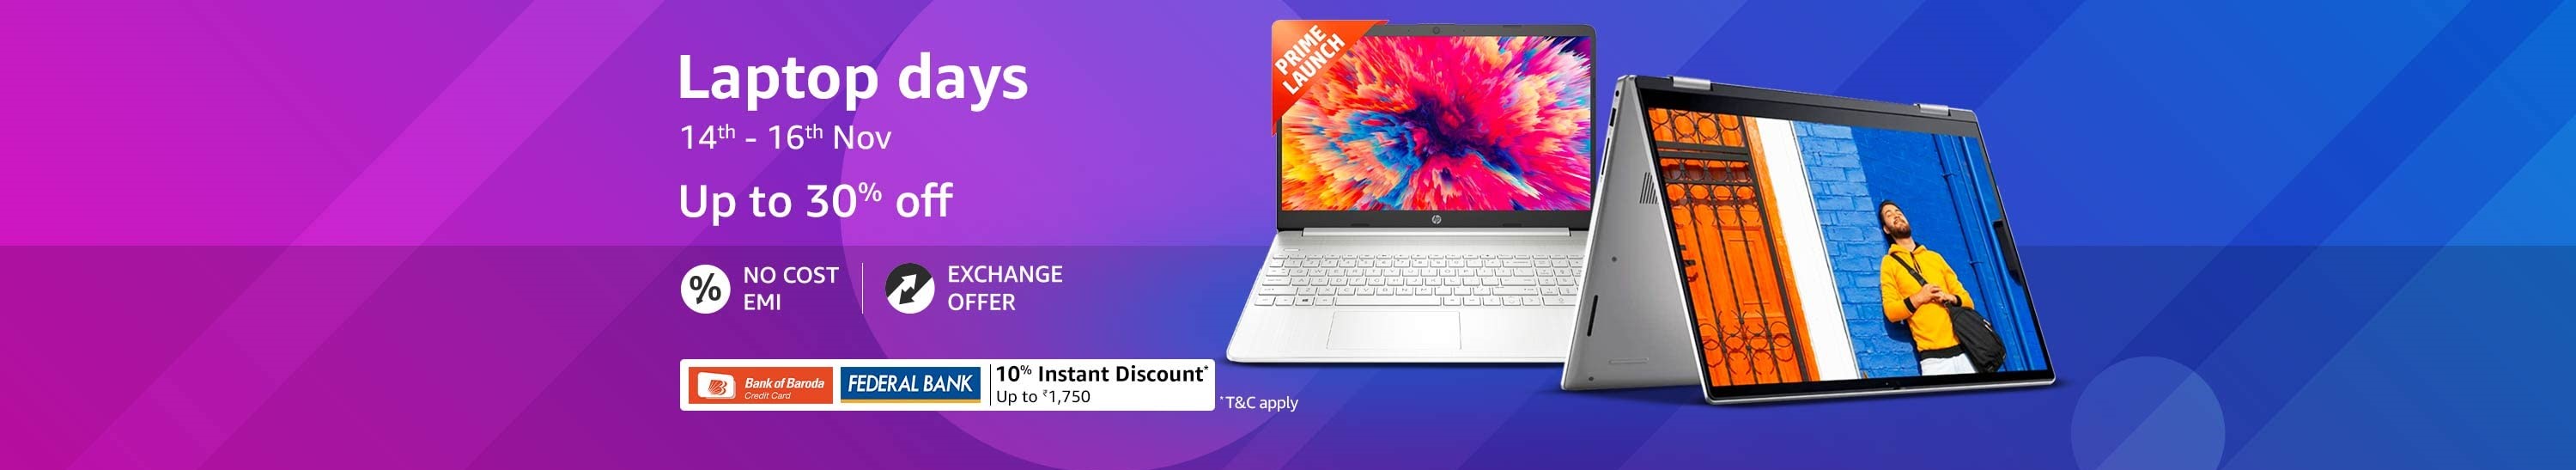 Laptop days
14th - 16th Nov
Up to 30% off
NO COST
EMI
EXCHANGE
OFFER
Bank of Baroda
Credit Card
FEDERAL BANK
10% Instant Discount*
Up to ₹1,750
*T&C apply
PRIME
LAUNCH
hp